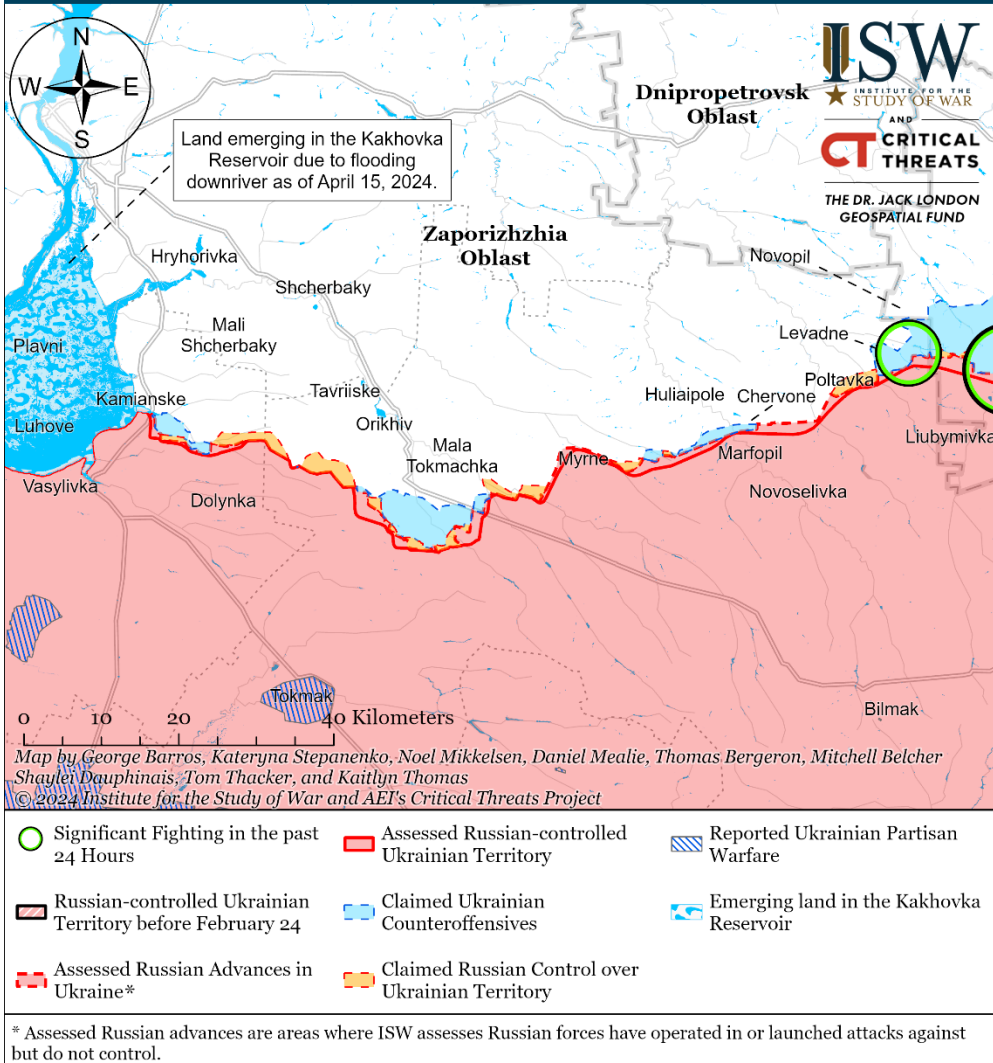 N
W
E
S
ISW
INSTITUTE FOR THE
STUDY OF WAR
AND
CT CRITICAL
THREATS
THE DR. JACK LONDON
GEOSPATIAL FUND
Dnipropetrovsk
Oblast
Land emerging in the Kakhovka
Reservoir due to flooding
downriver as of April 15, 2024.
Zaporizhzhia
Oblast
Hryhorivka
Novopil
Shcherbaky
Mali
Shcherbaky
Levadne
Plavni
Poltavka
Tavriiske
Huliaipole
Chervone
Kamianske
Orikhiv
Luhove
Liubymivka
Mala
Tokmachka
Myrne
Marfopil
Vasylivka
Dolynka
Novoselivka
Tokmak
Bilmak
0 10 20 40 Kilometers
Map by George Barros, Kateryna Stepanenko, Noel Mikkelsen, Daniel Mealie, Thomas Bergeron, Mitchell Belcher
Shaylei Dauphinais, Tom Thacker, and Kaitlyn Thomas
© 2024 Institute for the Study of War and AEI's Critical Threats Project
Significant Fighting in the past
24 Hours
Assessed Russian-controlled
Ukrainian Territory
Reported Ukrainian Partisan
Warfare
Russian-controlled Ukrainian
Territory before February 24
Claimed Ukrainian
Counteroffensives
Emerging land in the Kakhovka
Reservoir
Assessed Russian Advances in
Ukraine*
Claimed Russian Control over
Ukrainian Territory
* Assessed Russian advances are areas where ISW assesses Russian forces have operated in or launched attacks against
but do not control.